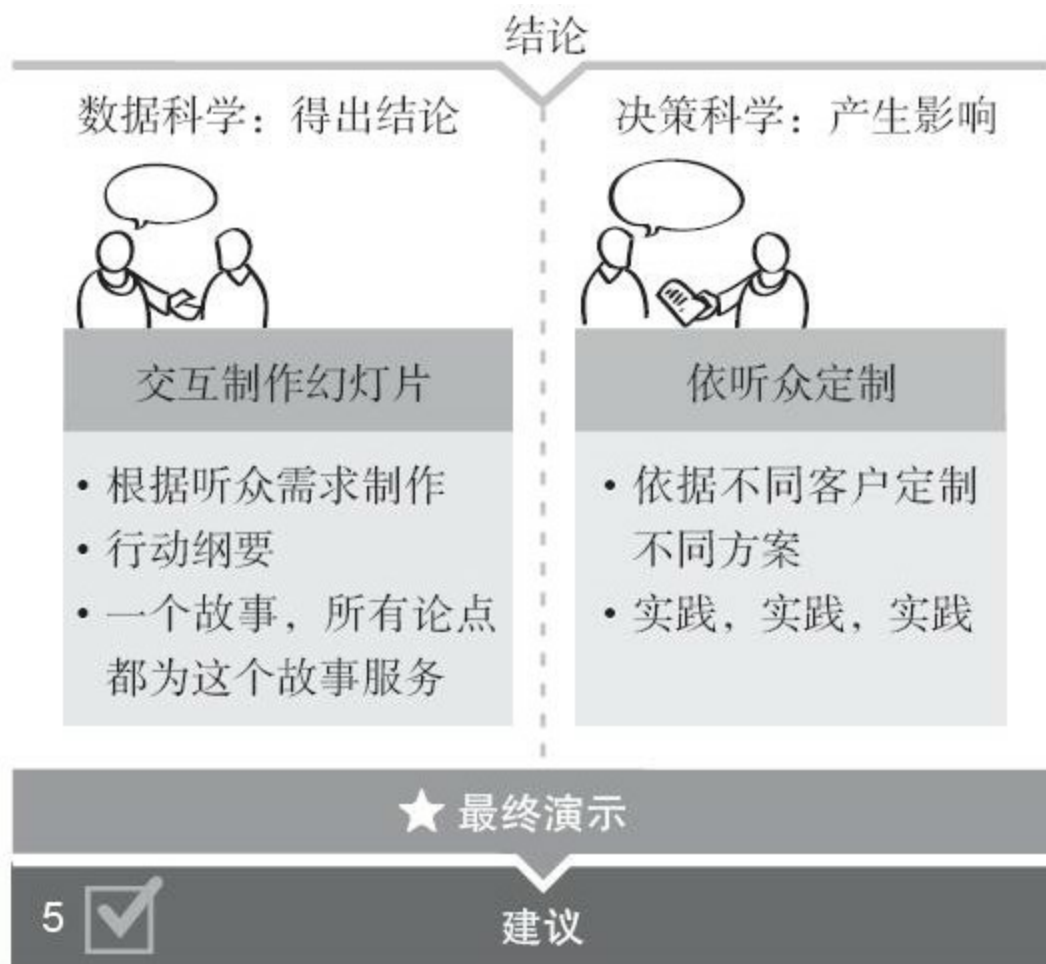 结论
数据科学：得出结论
决策科学：产生影响
交互制作幻灯片
• 根据听众需求制作
• 行动纲要
• 一个故事，所有论点
都为这个故事服务
依听众定制
• 依据不同客户定制
不同方案
• 实践，实践，实践
★ 最终演示
5
建议